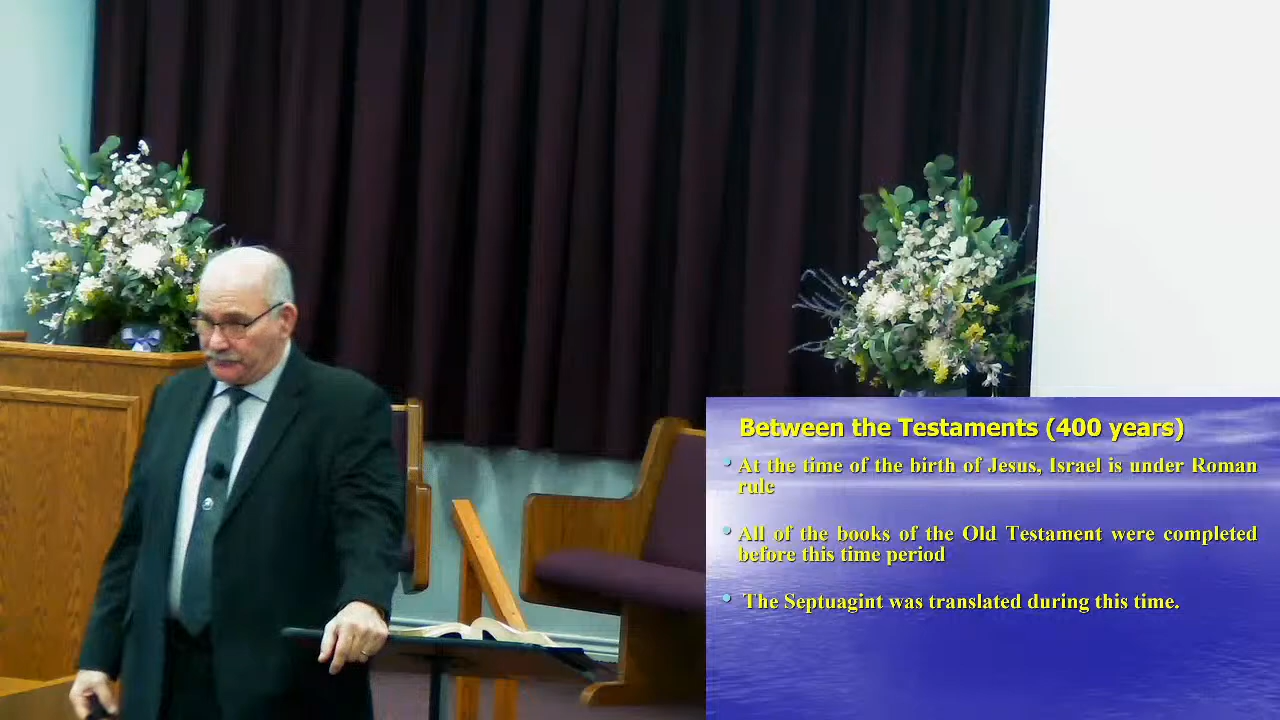 Between the Testaments (400 years)
• At the time of the birth of Jesus, Israel is under Roman
rule
• All of the books of the Old Testament were completed
before this time period
• The Septuagint was translated during this time.